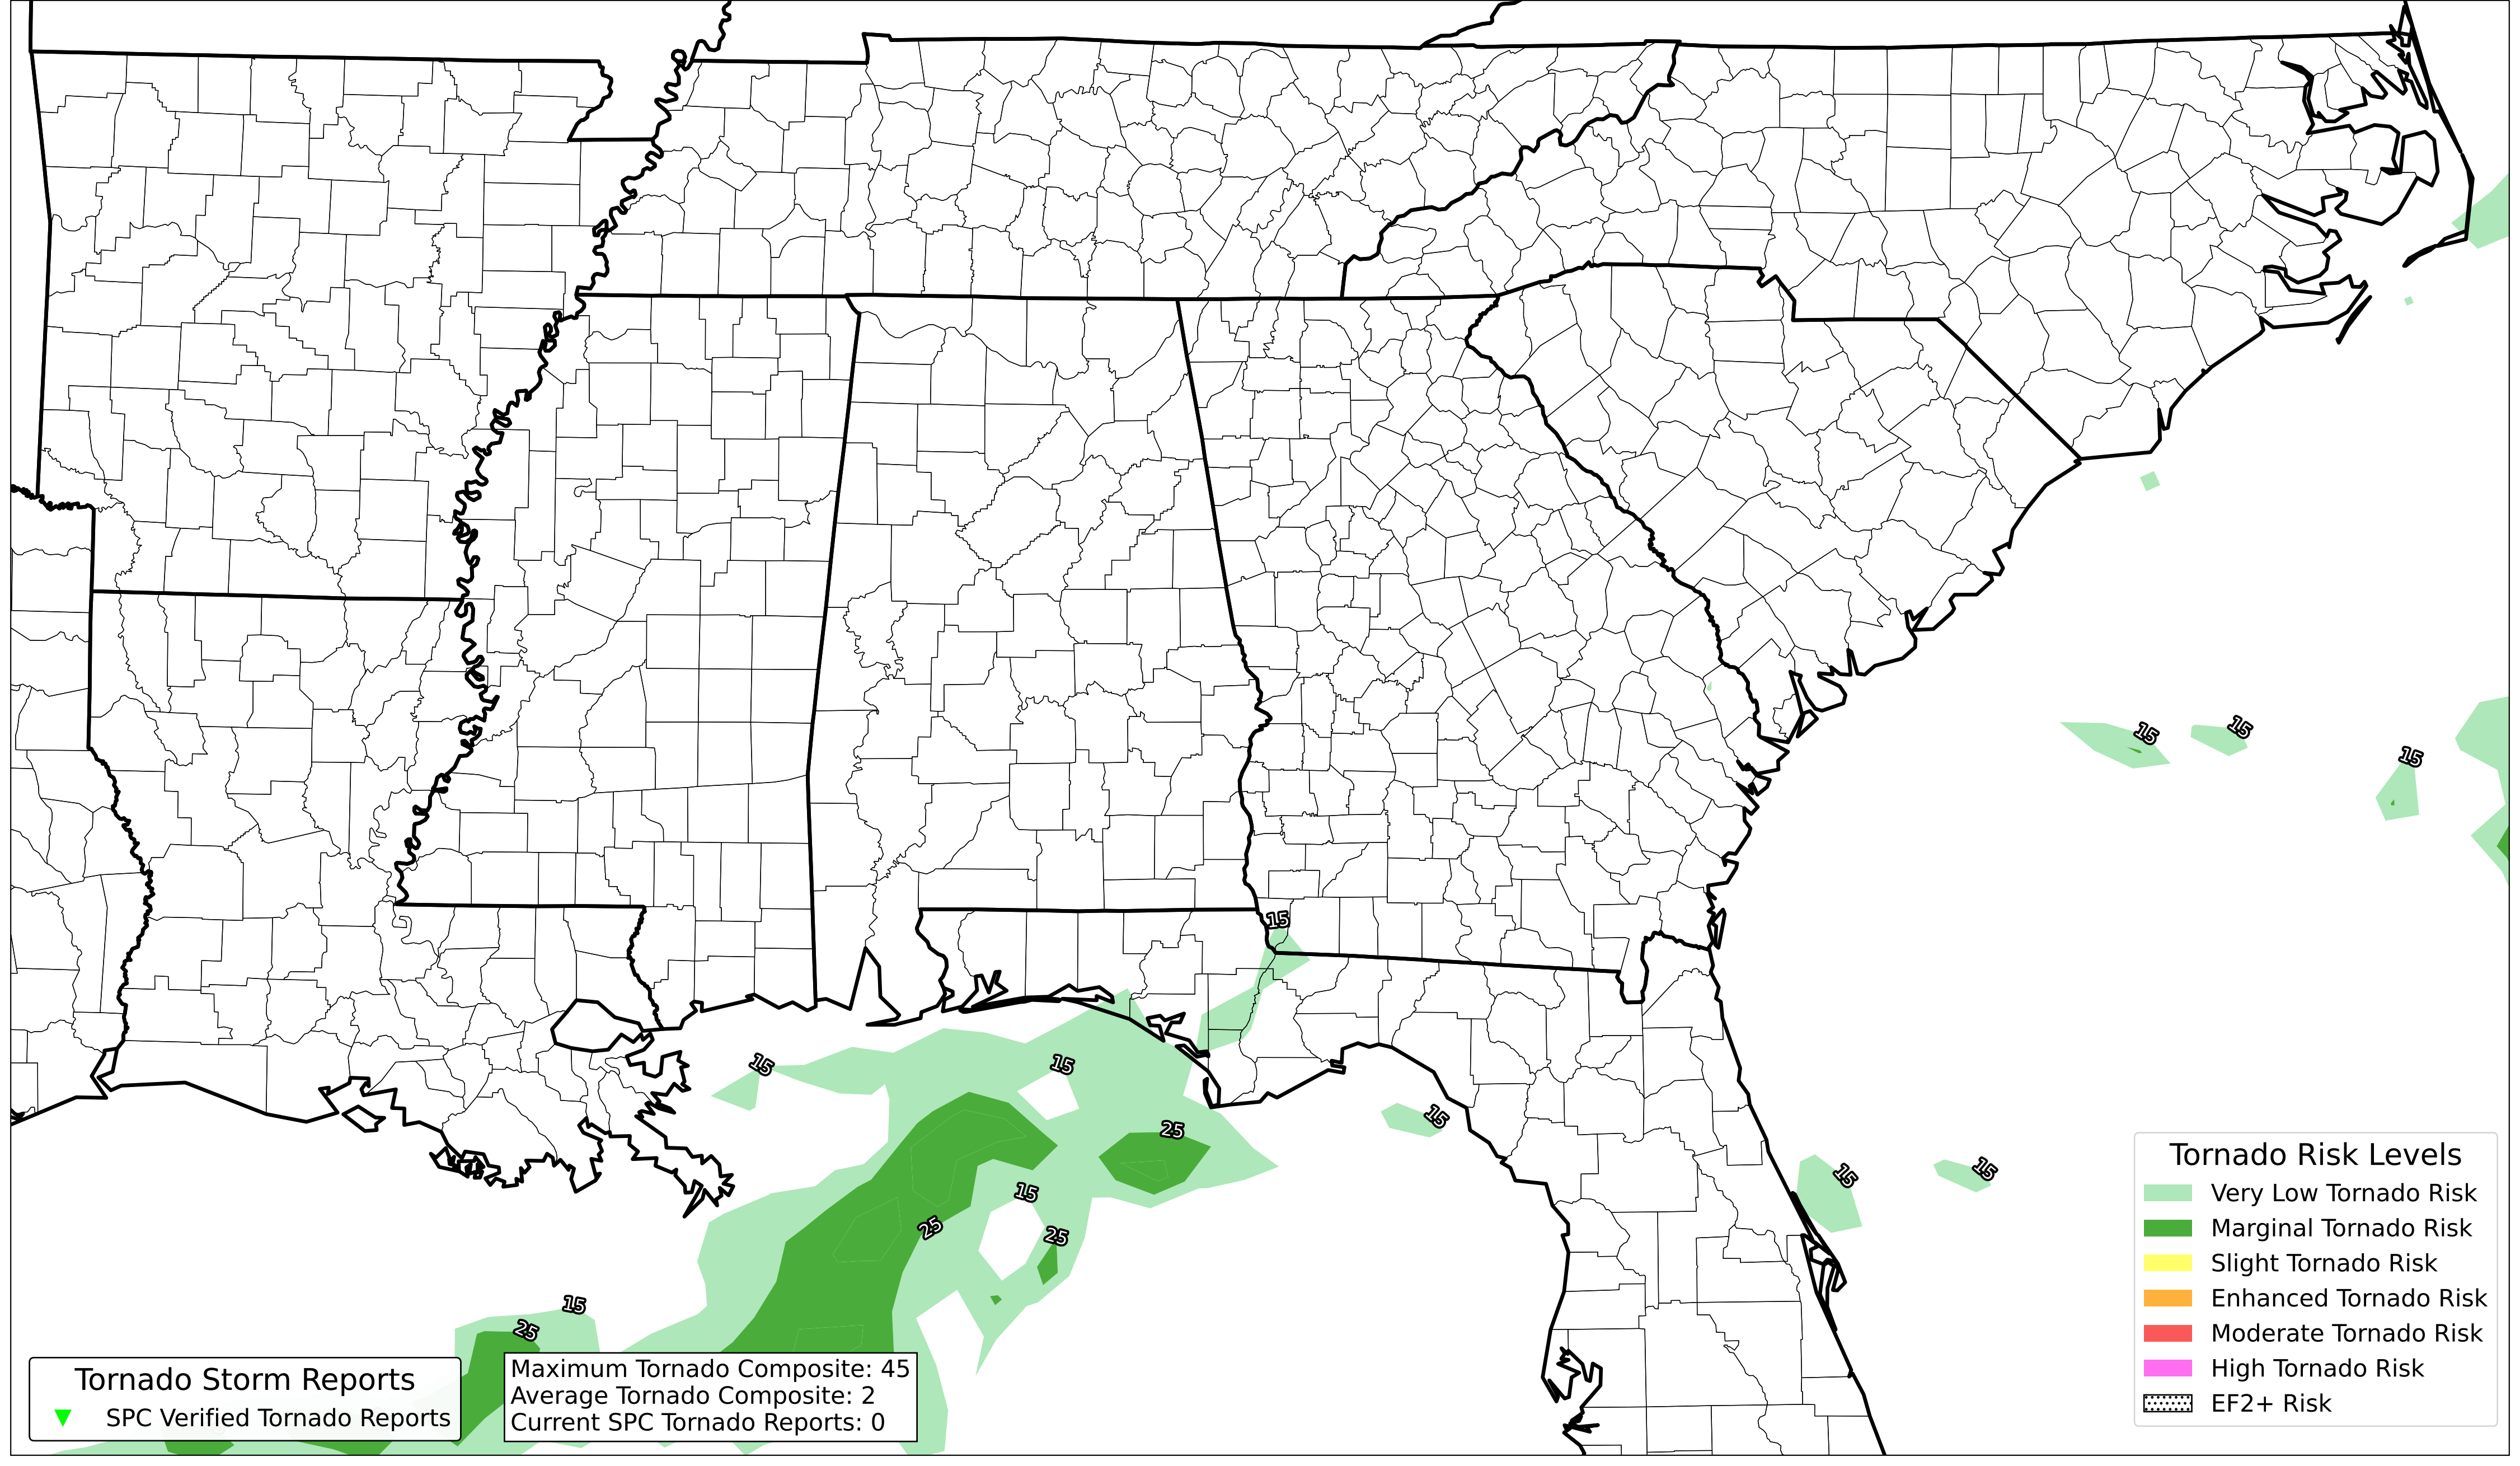 15
15
15
15
15
15
15
25
15
15
15
15
25
25
15
25
Tornado Storm Reports
SPC Verified Tornado Reports
Maximum Tornado Composite: 45
Average Tornado Composite: 2
Current SPC Tornado Reports: 0
Tornado Risk Levels
Very Low Tornado Risk
Marginal Tornado Risk
Slight Tornado Risk
Enhanced Tornado Risk
Moderate Tornado Risk
High Tornado Risk
EF2+ Risk